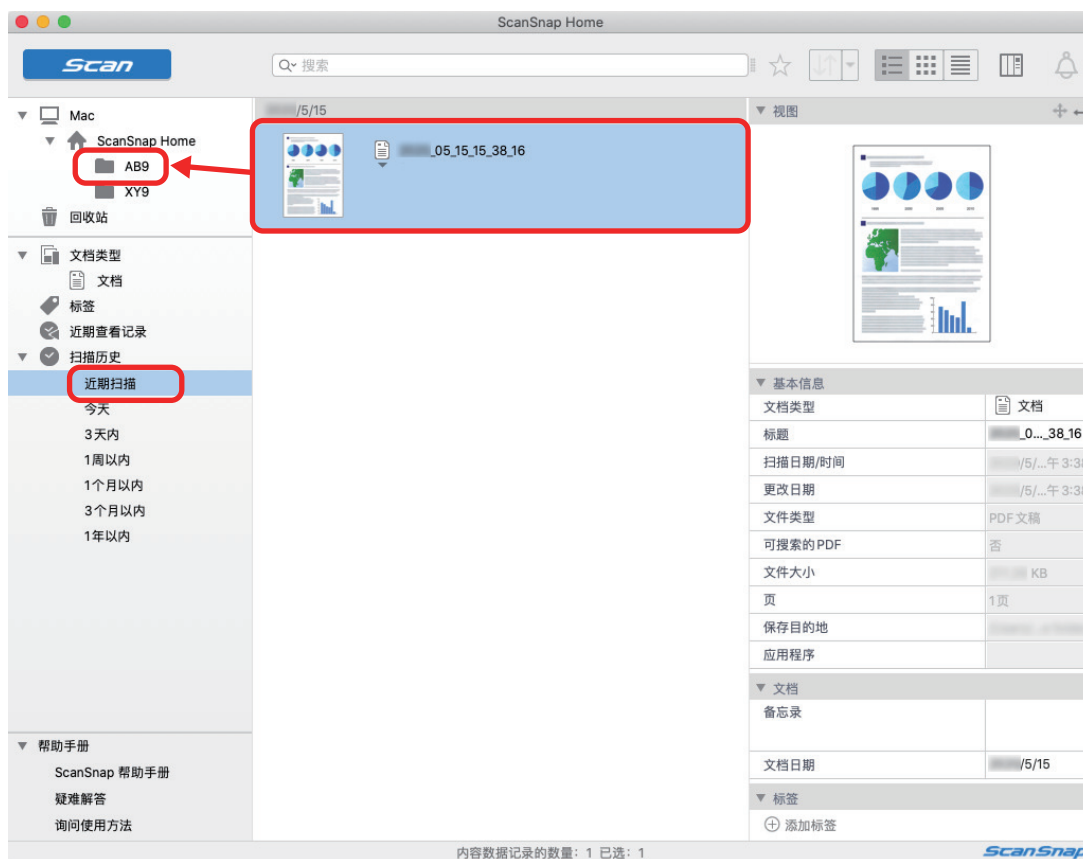 ScanSnap Home
Scan
搜索
Mac
ScanSnap Home
AB9
XY9
回收站
文档类型
文档
标签
近期查看记录
扫描历史
近期扫描
今天
3天内
1周以内
1个月以内
3个月以内
1年以内
帮助手册
ScanSnap 帮助手册
疑难解答
询问使用方法
/5/15
_05_15_15_38_16
视图
基本信息
文档类型 文档
标题 _0..._38_16
扫描日期/时间 /5/...午 3:38
更改日期 /5/...午 3:38
文件类型 PDF文稿
可搜索的PDF 否
文件大小 KB
页 1页
保存目的地
应用程序
文档
备忘录
文档日期 /5/15
标签
添加标签
内容数据记录的数量：1 已选：1
ScanSnap